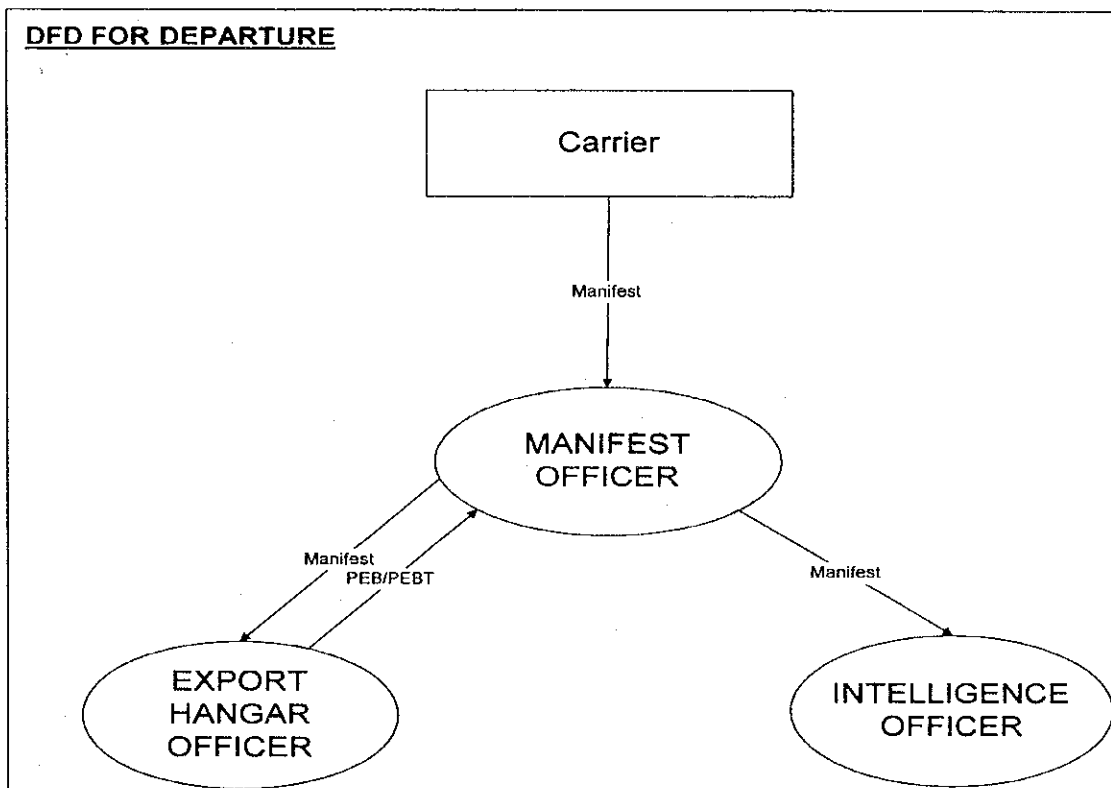 DFD FOR DEPARTURE
Carrier
Manifest
MANIFEST
OFFICER
Manifest
PEB/PEBT
Manifest
EXPORT
HANGAR
OFFICER
INTELLIGENCE
OFFICER